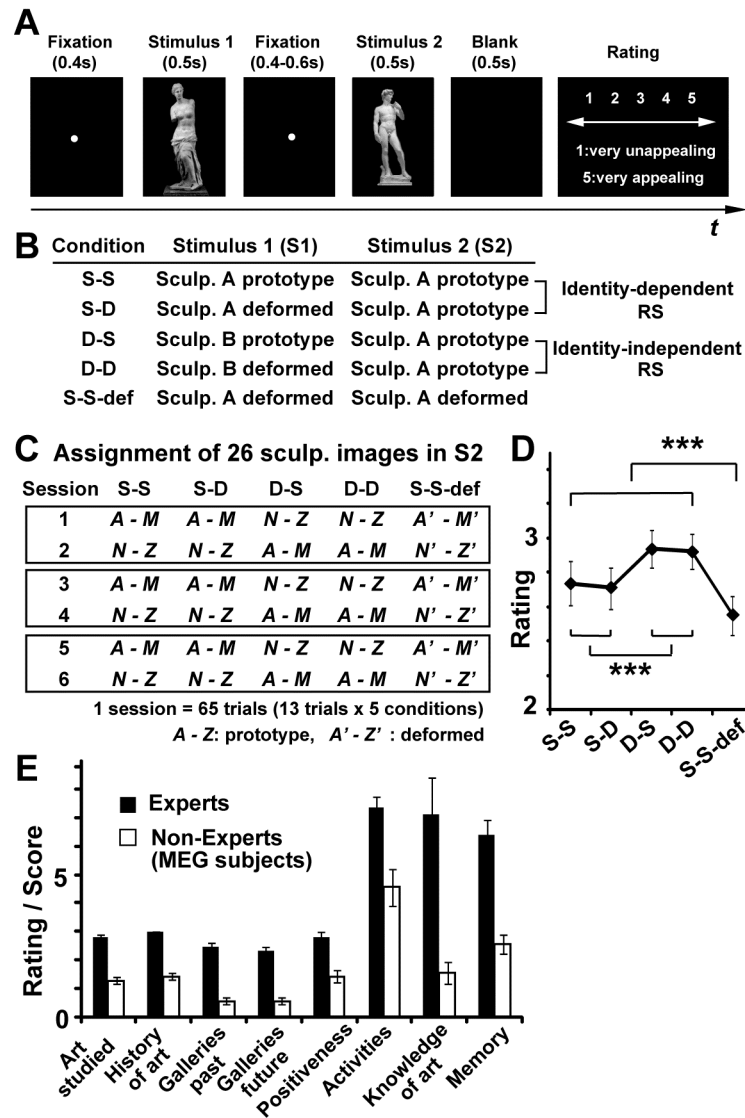 A
Fixation Stimulus 1 Fixation Stimulus 2 Blank Rating
(0.4s) (0.5s) (0.4-0.6s) (0.5s) (0.5s)
1 2 3 4 5
1:very unappealing
5:very appealing
t
B
Condition Stimulus 1 (S1) Stimulus 2 (S2)
S-S Sculp. A prototype Sculp. A prototype
S-D Sculp. A deformed Sculp. A prototype
D-S Sculp. B prototype Sculp. A prototype
D-D Sculp. B deformed Sculp. A prototype
S-S-def Sculp. A deformed Sculp. A deformed
Identity-dependent
RS
Identity-independent
RS
C Assignment of 26 sculp. images in S2
Session S-S S-D D-S D-D S-S-def
1 A - M A - M N - Z N - Z A' - M'
2 N - Z N - Z A - M A - M N' - Z'
3 A - M A - M N - Z N - Z A' - M'
4 N - Z N - Z A - M A - M N' - Z'
5 A - M A - M N - Z N - Z A' - M'
6 N - Z N - Z A - M A - M N' - Z'
1 session = 65 trials (13 trials x 5 conditions)
A - Z: prototype, A' - Z' : deformed
D
***
3
Rating
***
2
S-S
S-D
D-S
D-D
S-S-def
E
Experts
Non-Experts
(MEG subjects)
Rating / Score
5
0
Art
studied
History
of art
Galleries
past
Galleries
future
Positiveness
Activities
Knowledge
of art
Memory